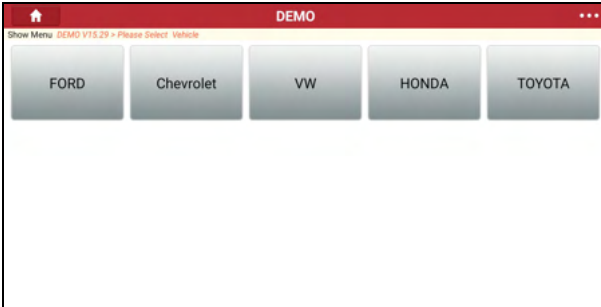 DEMO
Show Menu DEMO V15.29 > Please Select Vehicle
FORD Chevrolet VW HONDA TOYOTA